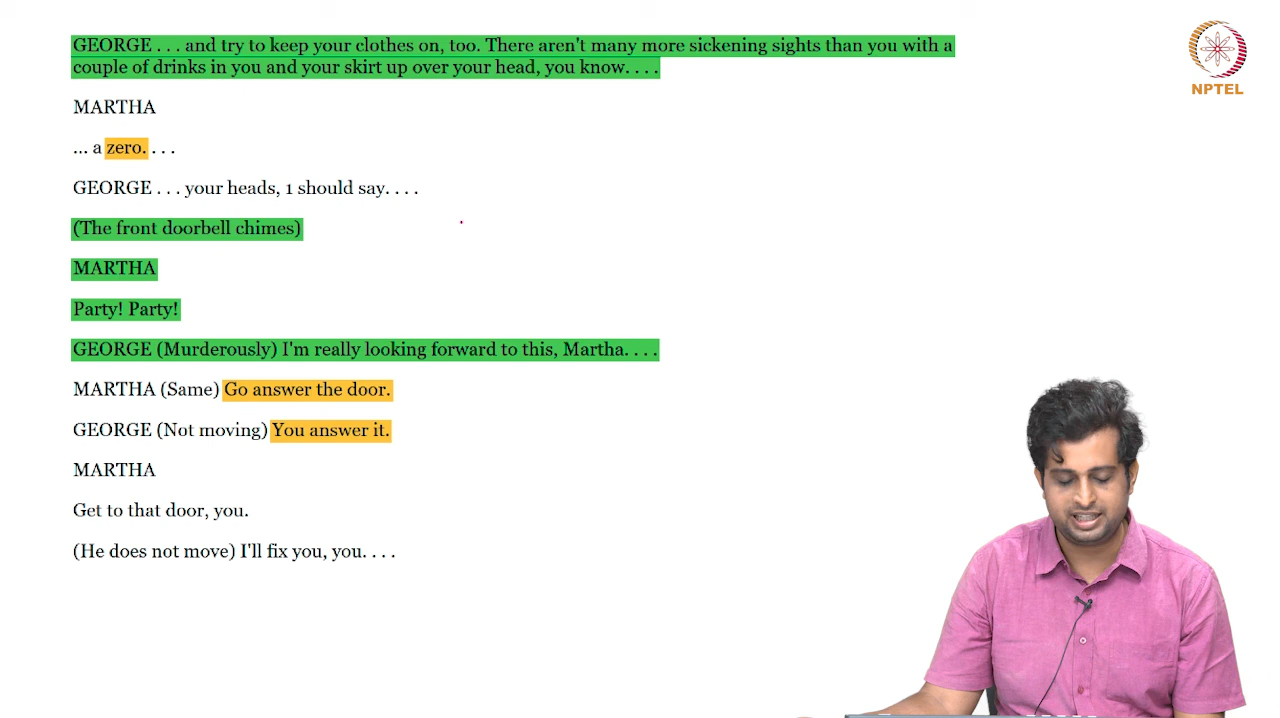 GEORGE . . . and try to keep your clothes on, too. There aren't many more sickening sights than you with a
couple of drinks in you and your skirt up over your head, you know. . . .
MARTHA
... a zero. . . .
GEORGE . . . your heads, 1 should say. . . .
(The front doorbell chimes)
MARTHA
Party! Party!
GEORGE (Murderously) I'm really looking forward to this, Martha. . . .
MARTHA (Same) Go answer the door.
GEORGE (Not moving) You answer it.
MARTHA
Get to that door, you.
(He does not move) I'll fix you, you. . . .
NPTEL